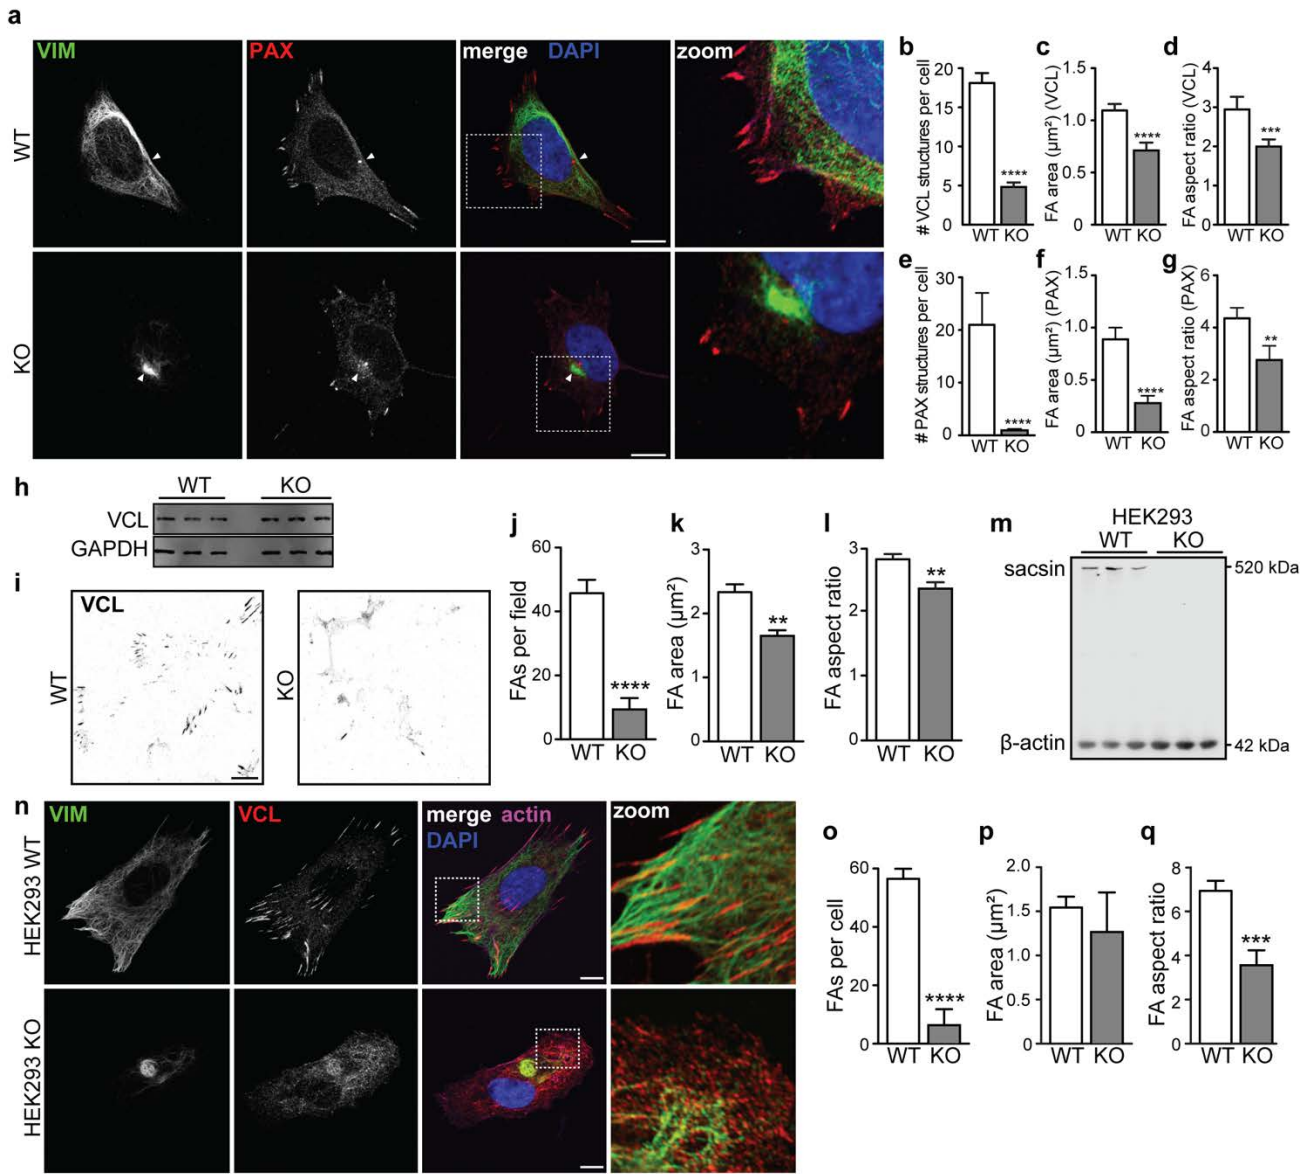 a
VIM
PAX
merge DAPI
zoom
WT
KO
b
# VCL structures per cell
20
15
10
5
0
****
WT KO
c
FA area (µm²) (VCL)
1.5
1.0
0.5
0.0
****
WT KO
d
FA aspect ratio (VCL)
4
3
2
1
0
***
WT KO
e
# PAX structures per cell
30
20
10
0
****
WT KO
f
FA area (µm²) (PAX)
1.5
1.0
0.5
0
****
WT KO
g
FA aspect ratio (PAX)
6
4
2
0
**
WT KO
h
WT KO
VCL
GAPDH
i
VCL
WT
KO
j
FAs per field
60
40
20
0
****
WT KO
k
FA area (µm²)
3
2
1
0
**
WT KO
l
FA aspect ratio
3
2
1
0
**
WT KO
m
HEK293
WT KO
sacsin
520 kDa
β-actin
42 kDa
n
VIM
VCL
merge actin
DAPI
zoom
HEK293 WT
HEK293 KO
o
FAs per cell
60
40
20
0
****
WT KO
p
FA area (µm²)
2.0
1.5
1.0
0.5
0.0
WT KO
q
FA aspect ratio
8
6
4
2
0
***
WT KO